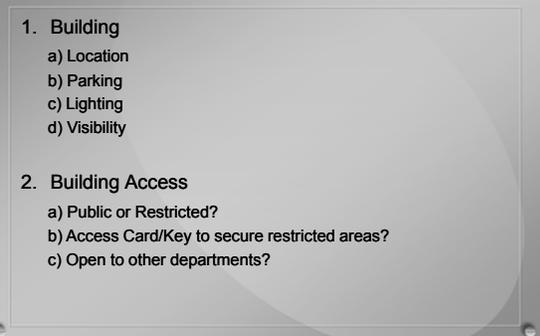 1. Building
a) Location
b) Parking
c) Lighting
d) Visibility
2. Building Access
a) Public or Restricted?
b) Access Card/Key to secure restricted areas?
c) Open to other departments?